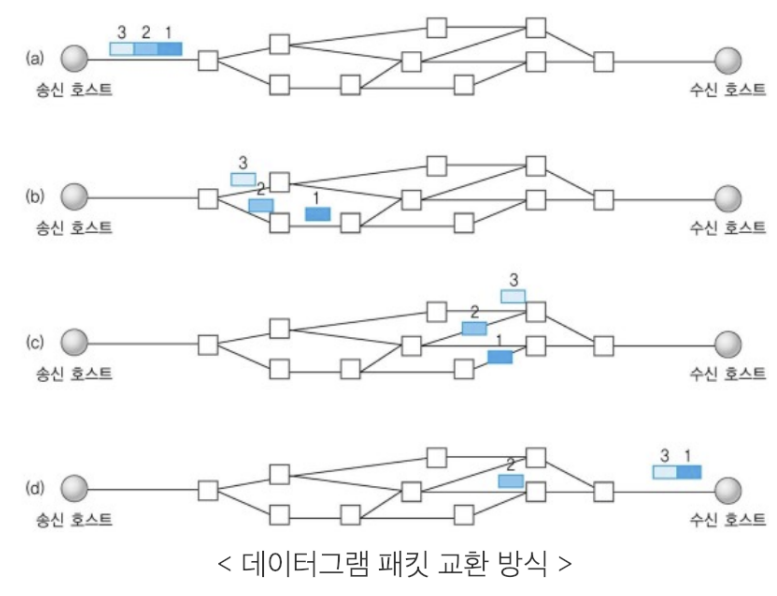 3 2 1
(a)
송신 호스트 수신 호스트
3
2
1
(b)
송신 호스트 수신 호스트
3
2
1
(c)
송신 호스트 수신 호스트
3 1
2
(d)
송신 호스트 수신 호스트
< 데이터그램 패킷 교환 방식 >